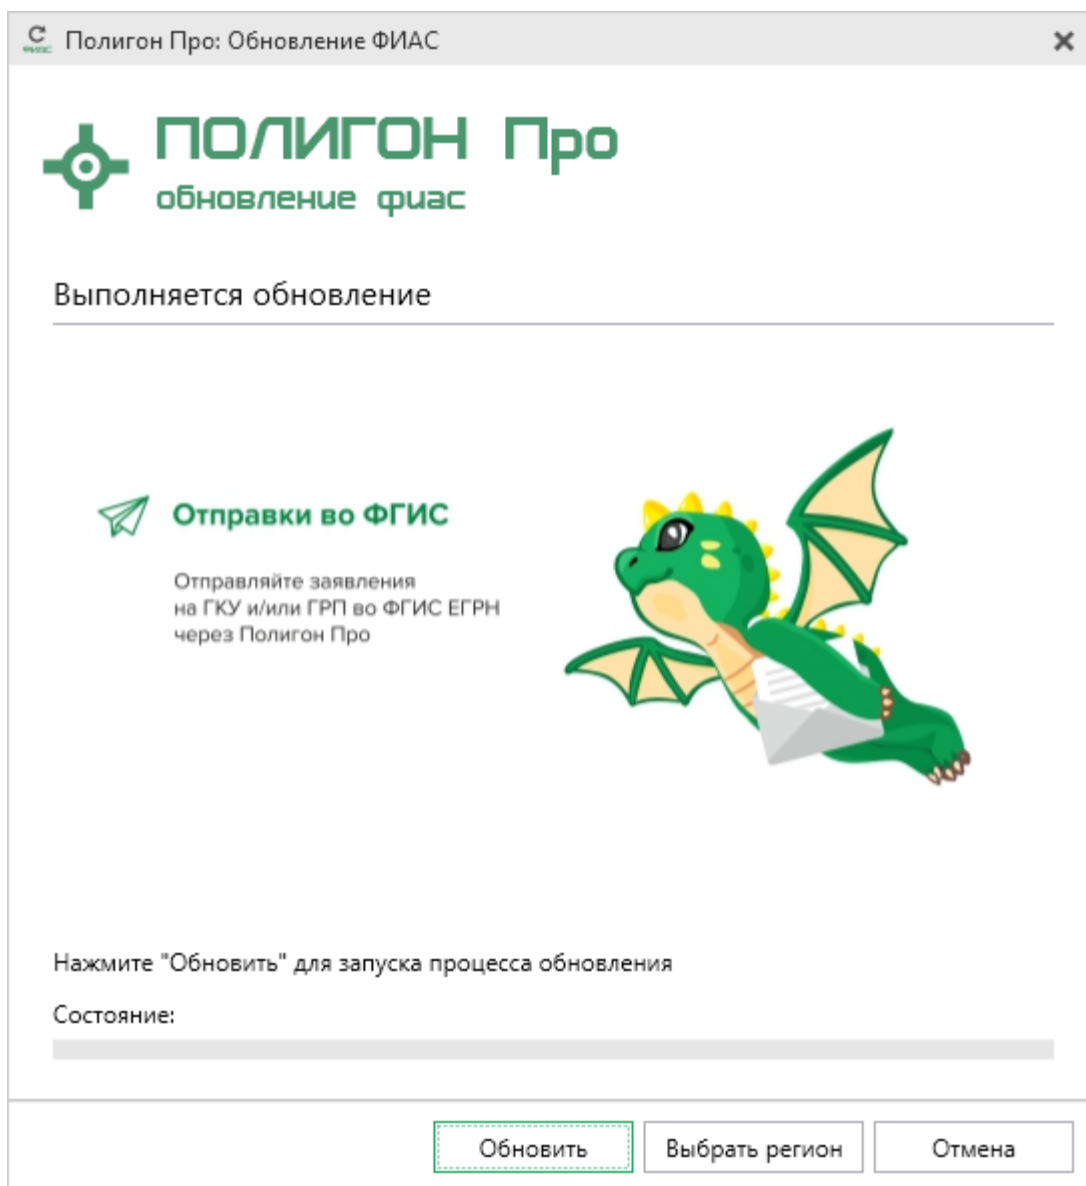 Полигон Про: Обновление ФИАС
ПОЛИГОН Про
обновление фиас
Выполняется обновление
Отправки во ФГИС
Отправляйте заявления
на ГКУ и/или ГРП во ФГИС ЕГРН
через Полигон Про
Нажмите "Обновить" для запуска процесса обновления
Состояние:
Обновить
Выбрать регион
Отмена